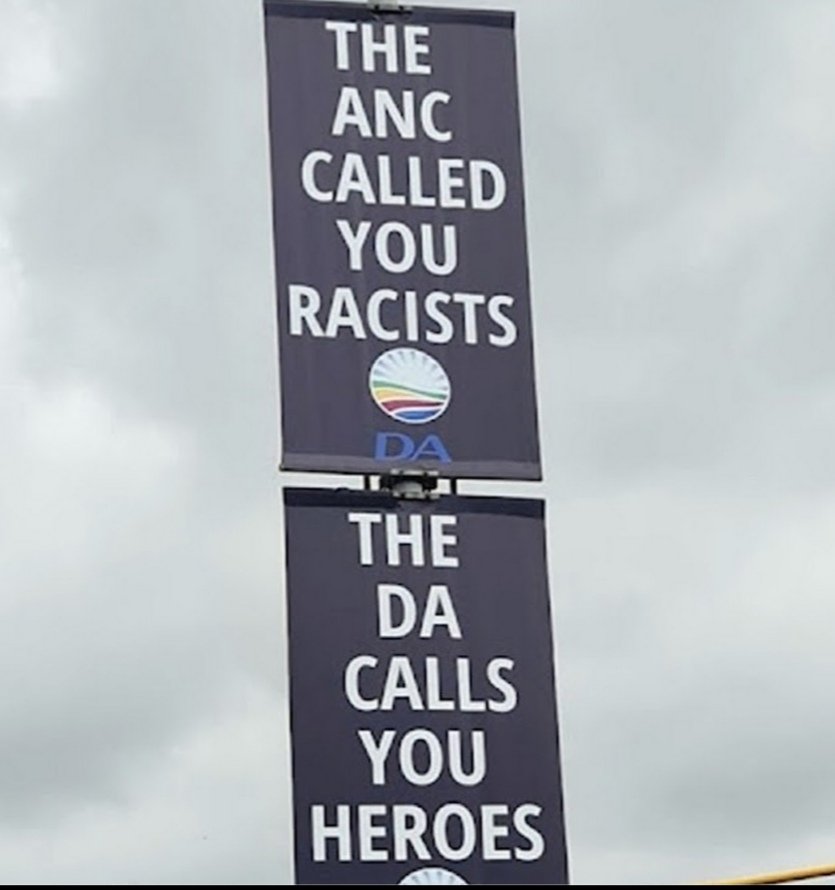 THE
ANC
CALLED
YOU
RACISTS
DA
THE
DA
CALLS
YOU
HEROES